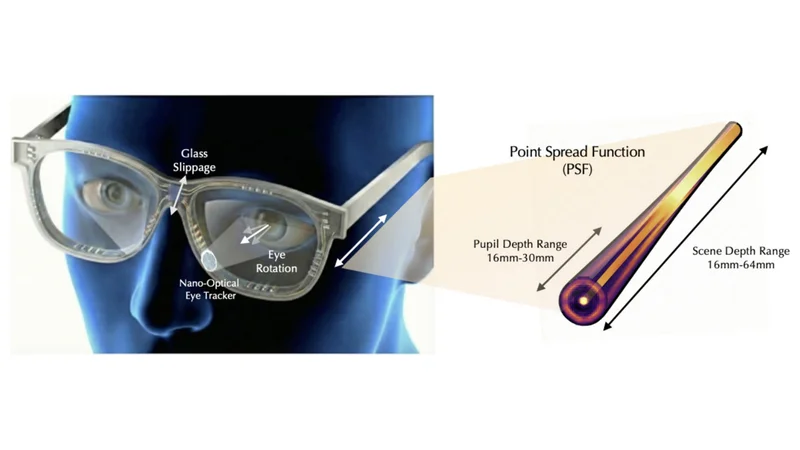 Glass
Slippage
Eye
Rotation
Nano-Optical
Eye Tracker
Point Spread Function
(PSF)
Pupil Depth Range
16mm-30mm
Scene Depth Range
16mm-64mm